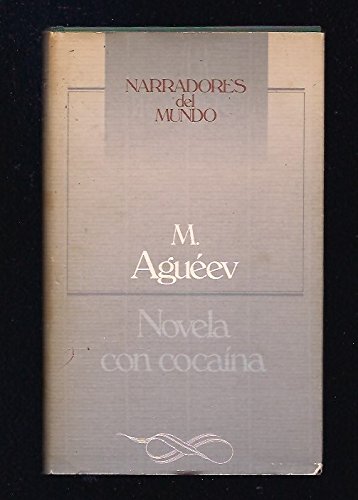 NARRADORES
del
MUNDO
M.
Aguéev
Novela
con cocaína